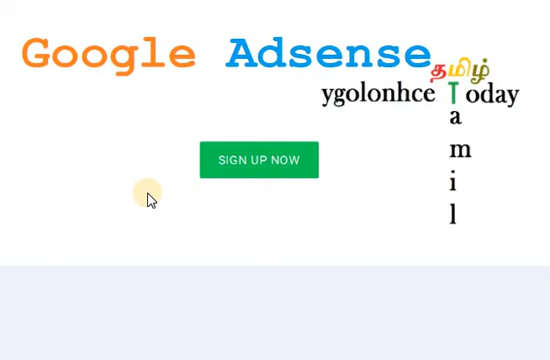 Google Adsense
தமிழ்
ygolonhce Today
a
m
i
l
SIGN UP NOW